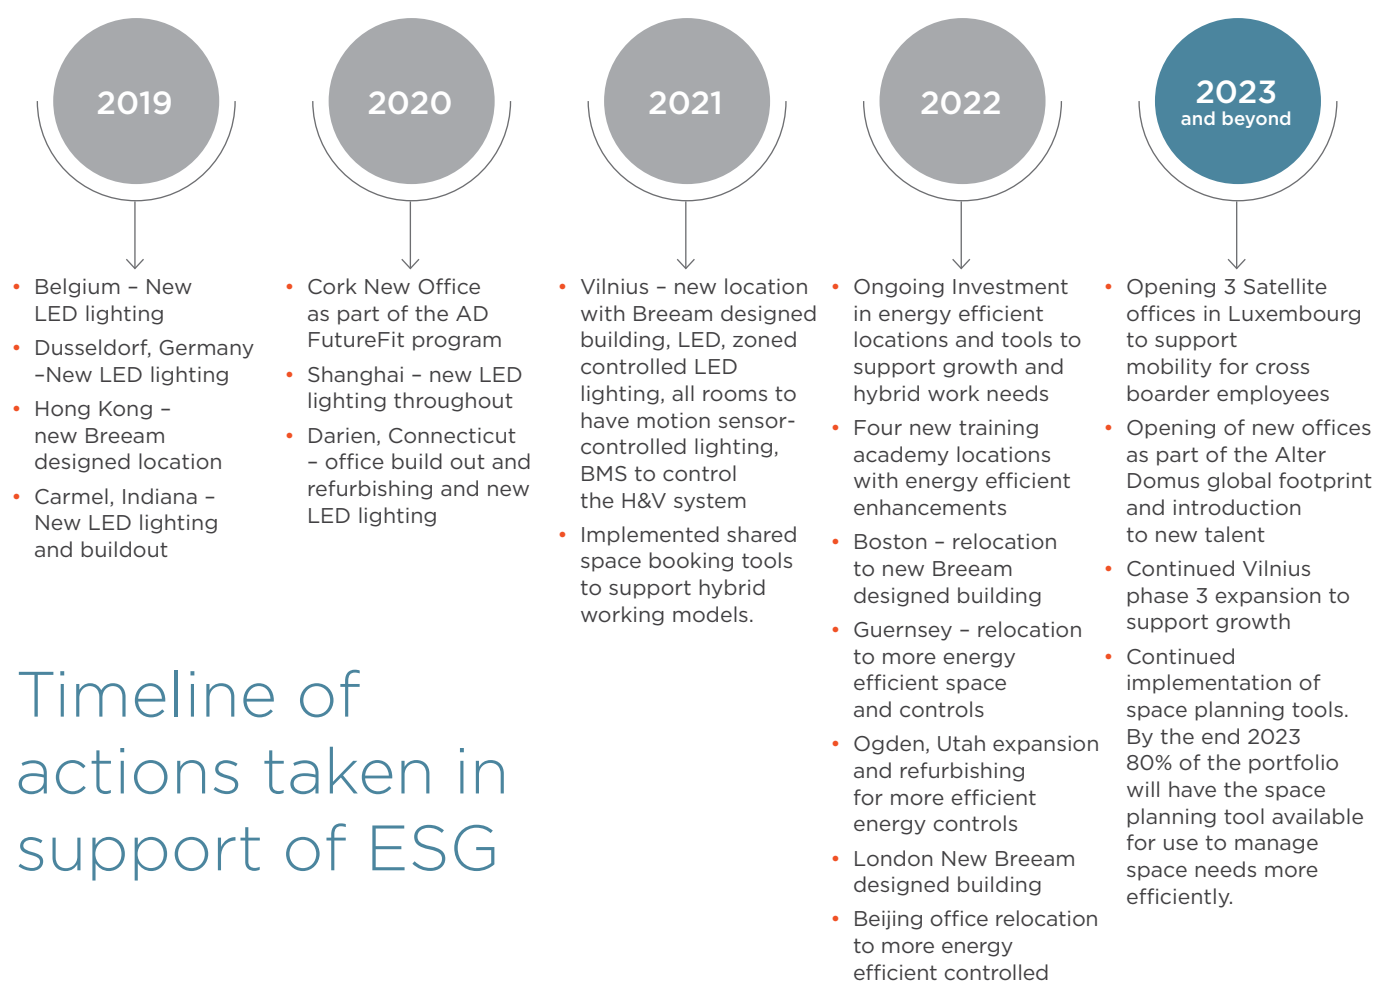 2019
Belgium – New
LED lighting
Dusseldorf, Germany
–New LED lighting
Hong Kong –
new Breeam
designed location
Carmel, Indiana –
New LED lighting
and buildout
2020
Cork New Office
as part of the AD
FutureFit program
Shanghai – new LED
lighting throughout
Darien, Connecticut
– office build out and
refurbishing and new
LED lighting
2021
Vilnius – new location
with Breeam designed
building, LED, zoned
controlled LED
lighting, all rooms to
have motion sensor-
controlled lighting,
BMS to control
the H&V system
Implemented shared
space booking tools
to support hybrid
working models.
2022
Ongoing Investment
in energy efficient
locations and tools to
support growth and
hybrid work needs
Four new training
academy locations
with energy efficient
enhancements
Boston – relocation
to new Breeam
designed building
Guernsey – relocation
to more energy
efficient space
and controls
Ogden, Utah expansion
and refurbishing
for more efficient
energy controls
London New Breeam
designed building
Beijing office relocation
to more energy
efficient controlled
2023
and beyond
Opening 3 Satellite
offices in Luxembourg
to support
mobility for cross
boarder employees
Opening of new offices
as part of the Alter
Domus global footprint
and introduction
to new talent
Continued Vilnius
phase 3 expansion to
support growth
Continued
implementation of
space planning tools.
By the end 2023
80% of the portfolio
will have the space
planning tool available
for use to manage
space needs more
efficiently.
Timeline of
actions taken in
support of ESG